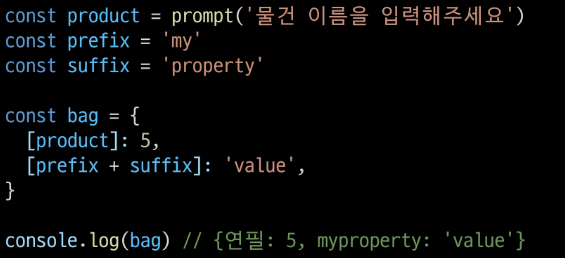 const product = prompt('물건 이름을 입력해주세요')
const prefix = 'my'
const suffix = 'property'
const bag = {
[product]: 5,
[prefix + suffix]: 'value',
}
console.log(bag) // {연필: 5, myproperty: 'value'}